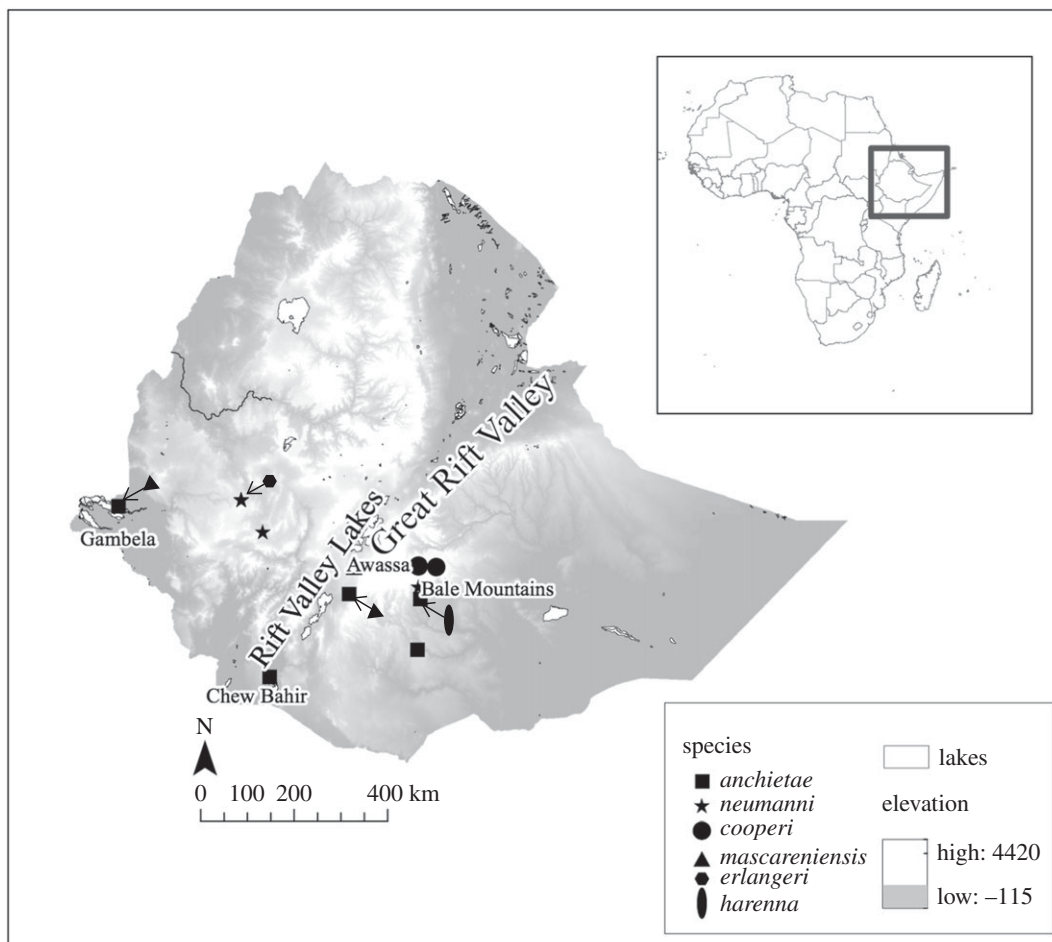 Great Rift Valley
Rift Valley Lakes
Gambela
Awassa
Bale Mountains
Chew Bahir
N
0 100 200 400 km
species
anchietae
neumanni
cooperi
mascareniensis
erlangeri
harenna
lakes
elevation
high: 4420
low: –115